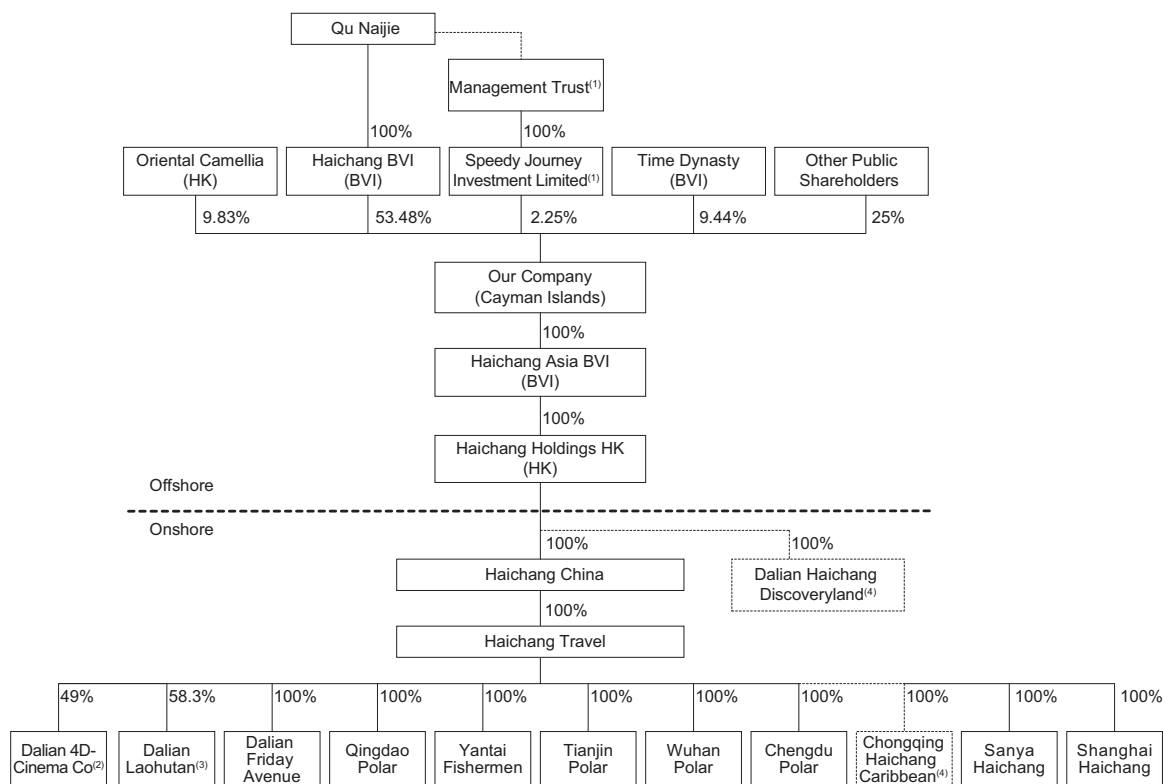 Qu Naijie
Management Trust(1)
100%
100%
Oriental Camellia
(HK)
Haichang BVI
(BVI)
Speedy Journey
Investment Limited(1)
Time Dynasty
(BVI)
Other Public
Shareholders
9.83%
53.48%
2.25%
9.44%
25%
Our Company
(Cayman Islands)
100%
Haichang Asia BVI
(BVI)
100%
Haichang Holdings HK
(HK)
Offshore
Onshore
100%
100%
Haichang China
Dalian Haichang
Discoveryland(4)
100%
Haichang Travel
49%
58.3%
100%
100%
100%
100%
100%
100%
100%
100%
100%
Dalian 4D-
Cinema Co(2)
Dalian
Laohutan(3)
Dalian
Friday
Avenue
Qingdao
Polar
Yantai
Fishermen
Tianjin
Polar
Wuhan
Polar
Chengdu
Polar
Chongqing
Haichang
Caribbean(4)
Sanya
Haichang
Shanghai
Haichang